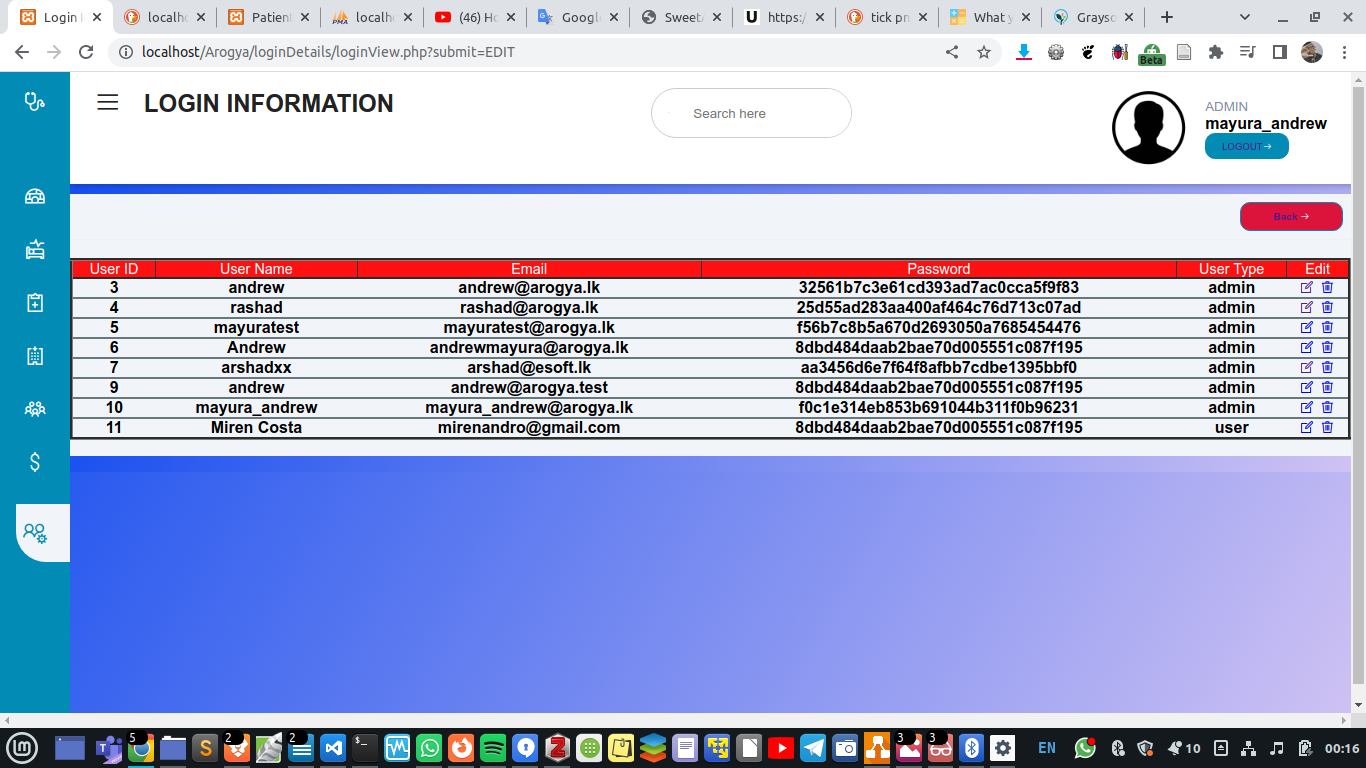 Login
localho
Patient
localho
(46) Ho
Google
SweetA
https:/
tick pn
What y
Grayso
localhost/Arogya/loginDetails/loginView.php?submit=EDIT
Beta
LOGIN INFORMATION
Search here
ADMIN
mayura_andrew
LOGOUT→
Back →
User ID User Name Email Password User Type Edit
3 andrew andrew@arogya.lk 32561b7c3e61cd393ad7ac0cca5f9f83 admin
4 rashad rashad@arogya.lk 25d55ad283aa400af464c76d713c07ad admin
5 mayuratest mayuratest@arogya.lk f56b7c8b5a670d2693050a7685454476 admin
6 Andrew andrewmayura@arogya.lk 8dbd484daab2bae70d005551c087f195 admin
7 arshadxx arshad@esoft.lk aa3456d6e7f64f8afbb7cdbe1395bbf0 admin
9 andrew andrew@arogya.test 8dbd484daab2bae70d005551c087f195 admin
10 mayura_andrew mayura_andrew@arogya.lk f0c1e314eb853b691044b311f0b96231 admin
11 Miren Costa mirenandro@gmail.com 8dbd484daab2bae70d005551c087f195 user
5 2 2 3 3 EN 10 00:16